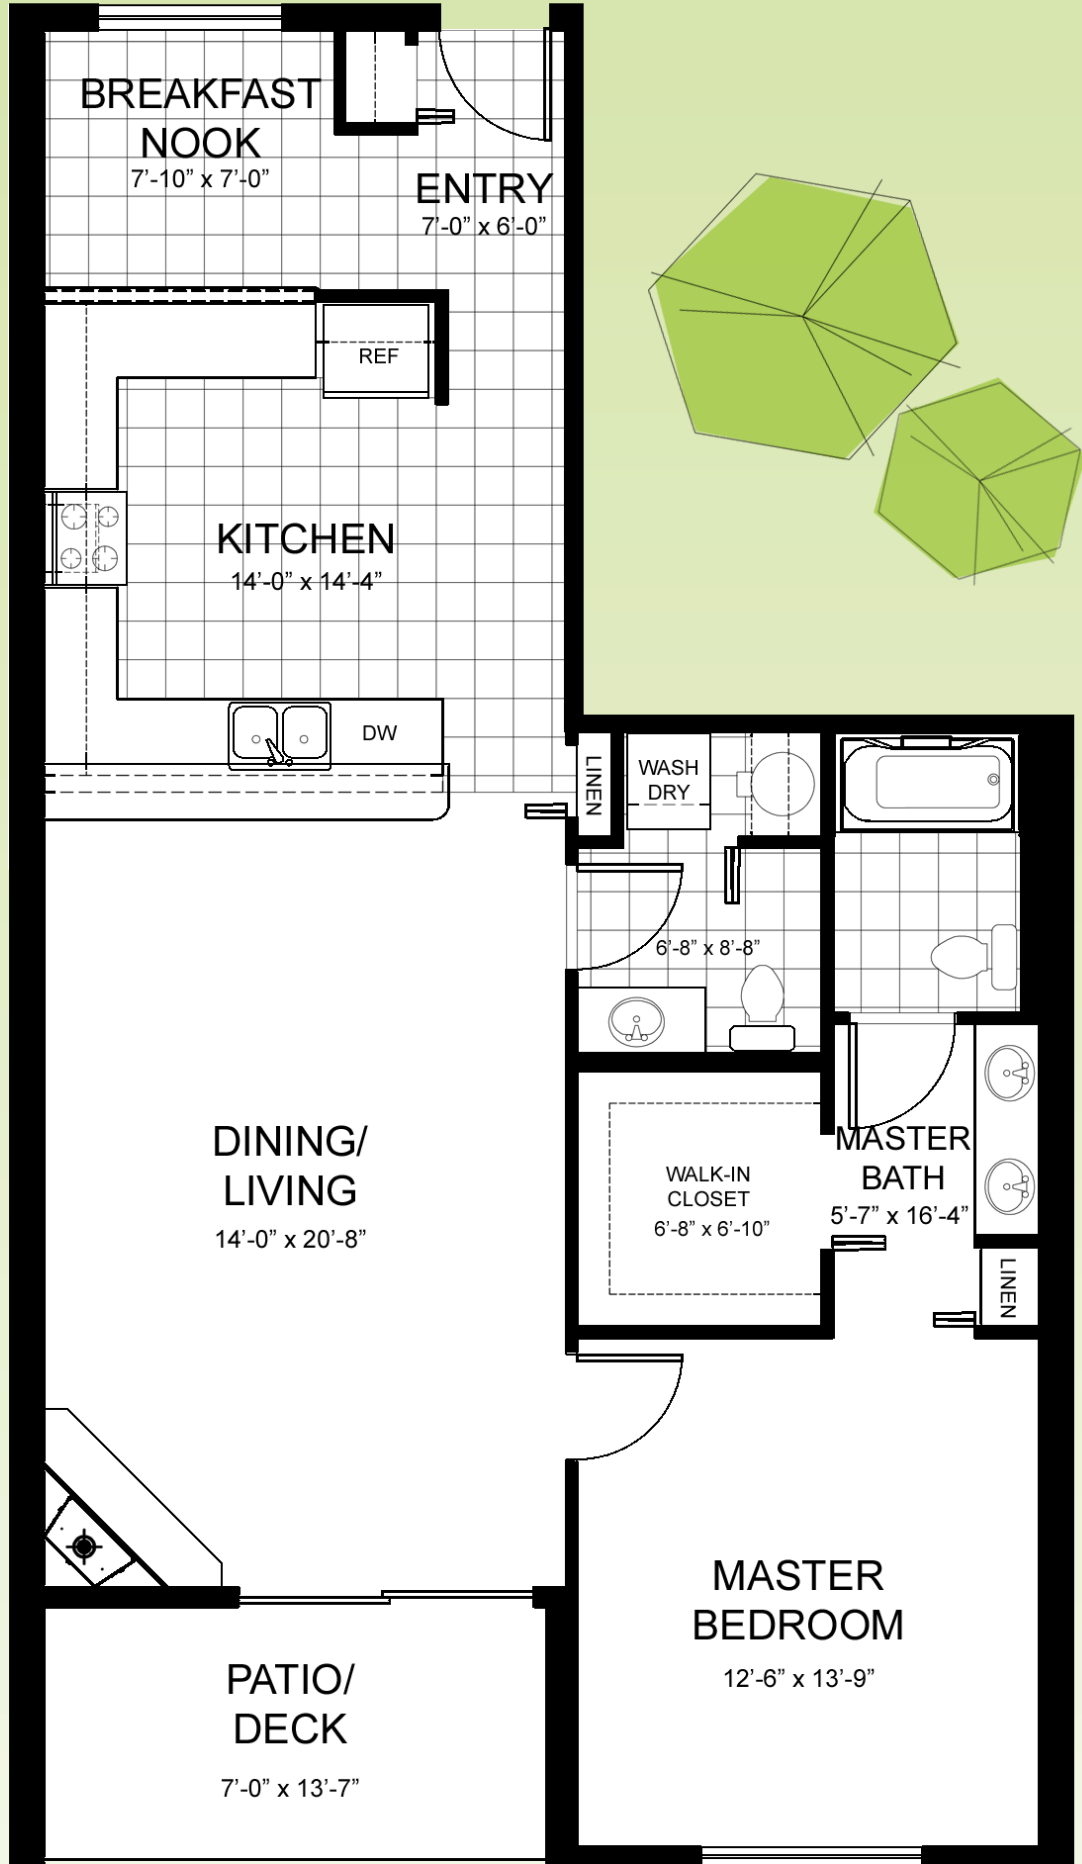 BREAKFAST
NOOK
7’-10” x 7’-0”
ENTRY
7’-0” x 6’-0”
REF
KITCHEN
14’-0” x 14’-4”
DW
LINEN
WASH
DRY
6’-8” x 8’-8”
DINING/
LIVING
14’-0” x 20’-8”
WALK-IN
CLOSET
6’-8” x 6’-10”
MASTER
BATH
5’-7” x 16’-4”
LINEN
MASTER
BEDROOM
12’-6” x 13’-9”
PATIO/
DECK
7’-0” x 13’-7”